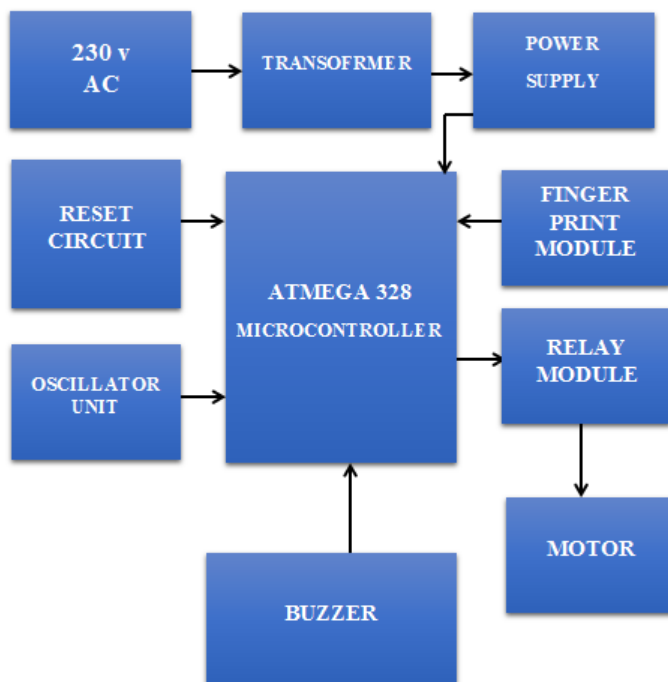 230 v
AC
TRANSOFRMER
POWER
SUPPLY
RESET
CIRCUIT
ATMEGA 328
MICROCONTROLLER
FINGER
PRINT
MODULE
OSCILLATOR
UNIT
RELAY
MODULE
MOTOR
BUZZER